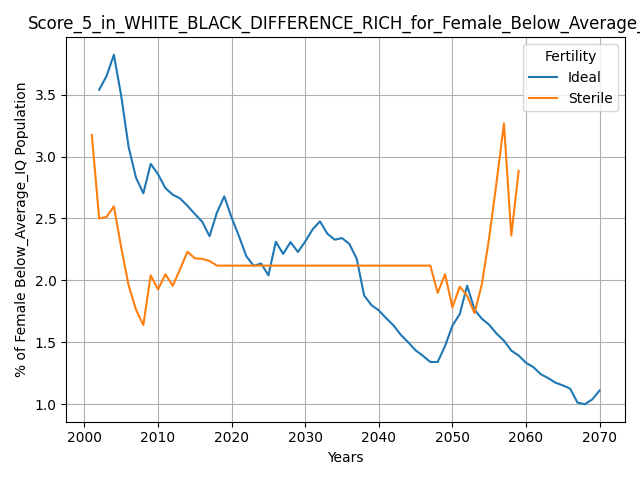 Score_5_in_WHITE_BLACK_DIFFERENCE_RICH_for_Female_Below_Average_
Fertility
Ideal
Sterile
3.5
3.0
2.5
2.0
1.5
1.0
% of Female Below_Average_IQ Population
2000 2010 2020 2030 2040 2050 2060 2070
Years